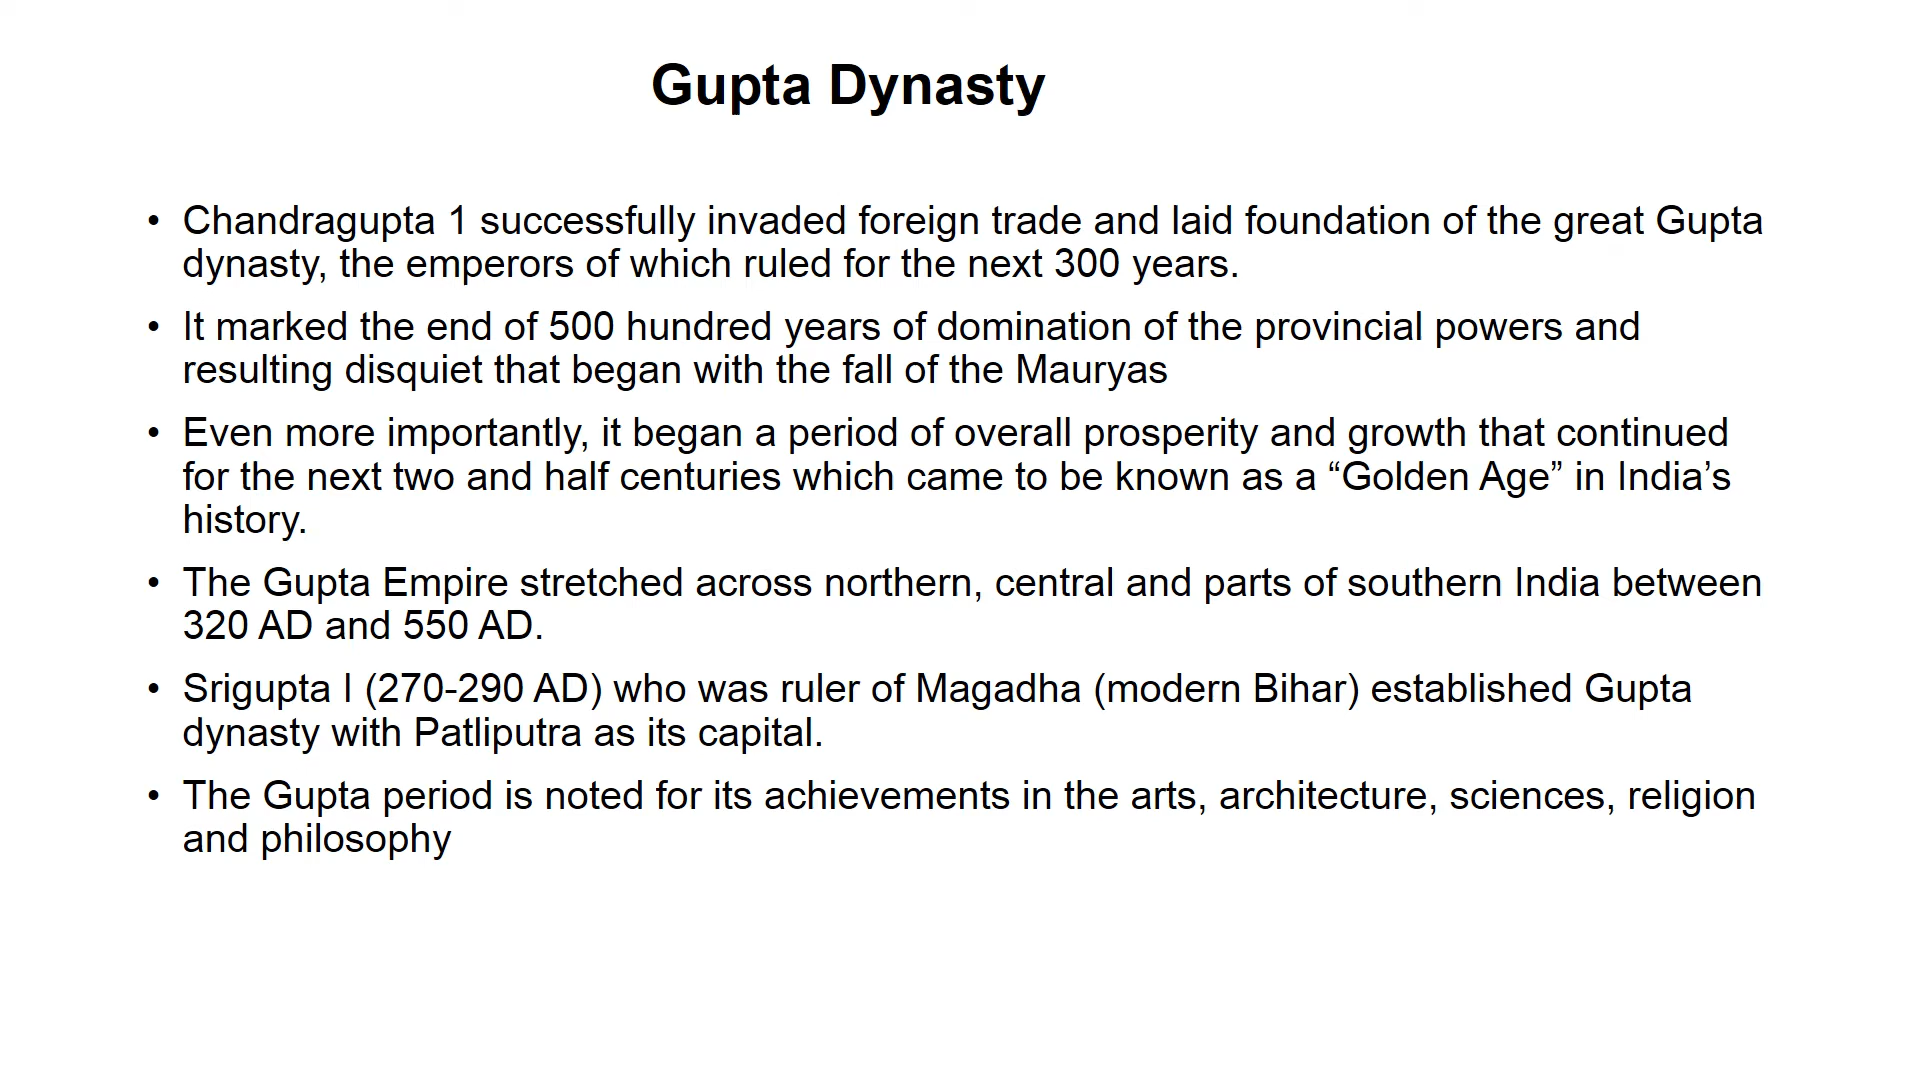 Gupta Dynasty
• Chandragupta 1 successfully invaded foreign trade and laid foundation of the great Gupta
dynasty, the emperors of which ruled for the next 300 years.
• It marked the end of 500 hundred years of domination of the provincial powers and
resulting disquiet that began with the fall of the Mauryas
• Even more importantly, it began a period of overall prosperity and growth that continued
for the next two and half centuries which came to be known as a “Golden Age” in India’s
history.
• The Gupta Empire stretched across northern, central and parts of southern India between
320 AD and 550 AD.
• Srigupta I (270-290 AD) who was ruler of Magadha (modern Bihar) established Gupta
dynasty with Patliputra as its capital.
• The Gupta period is noted for its achievements in the arts, architecture, sciences, religion
and philosophy